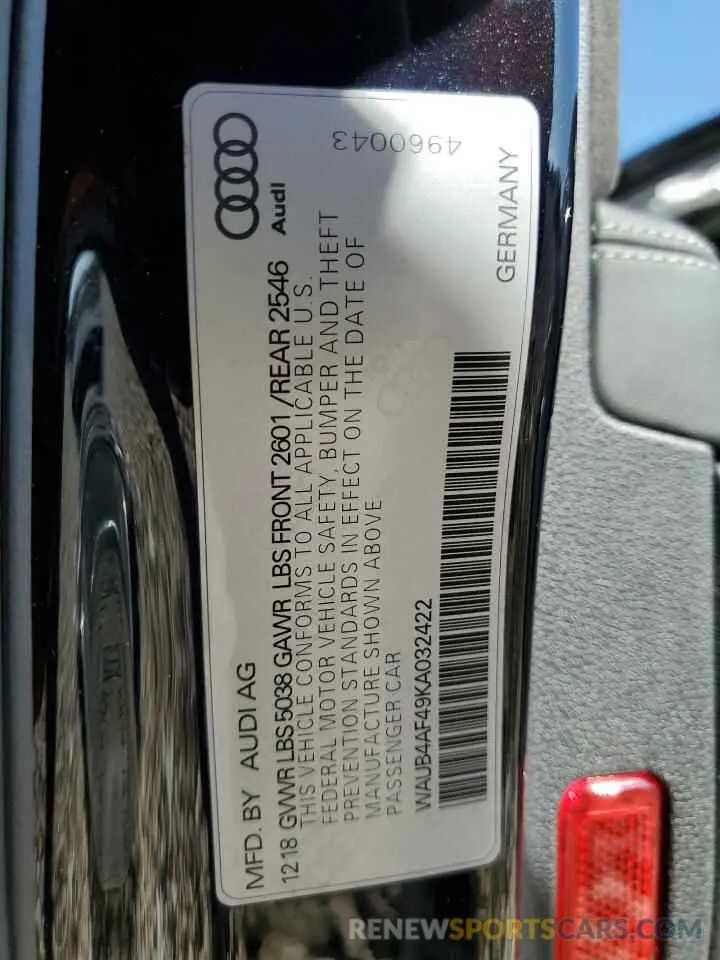 4960043
Audi
GERMANY
MFD. BY AUDI AG
12 18 GVWR LBS 5038 GAWR LBS FRONT 2601 / REAR 2546
THIS VEHICLE CONFORMS TO ALL APPLICABLE U.S.
FEDERAL MOTOR VEHICLE SAFETY, BUMPER AND THEFT
PREVENTION STANDARDS IN EFFECT ON THE DATE OF
MANUFACTURE SHOWN ABOVE
PASSENGER CAR
WAUB4AF49KA032422
RENEWSPORTSCARS.COM